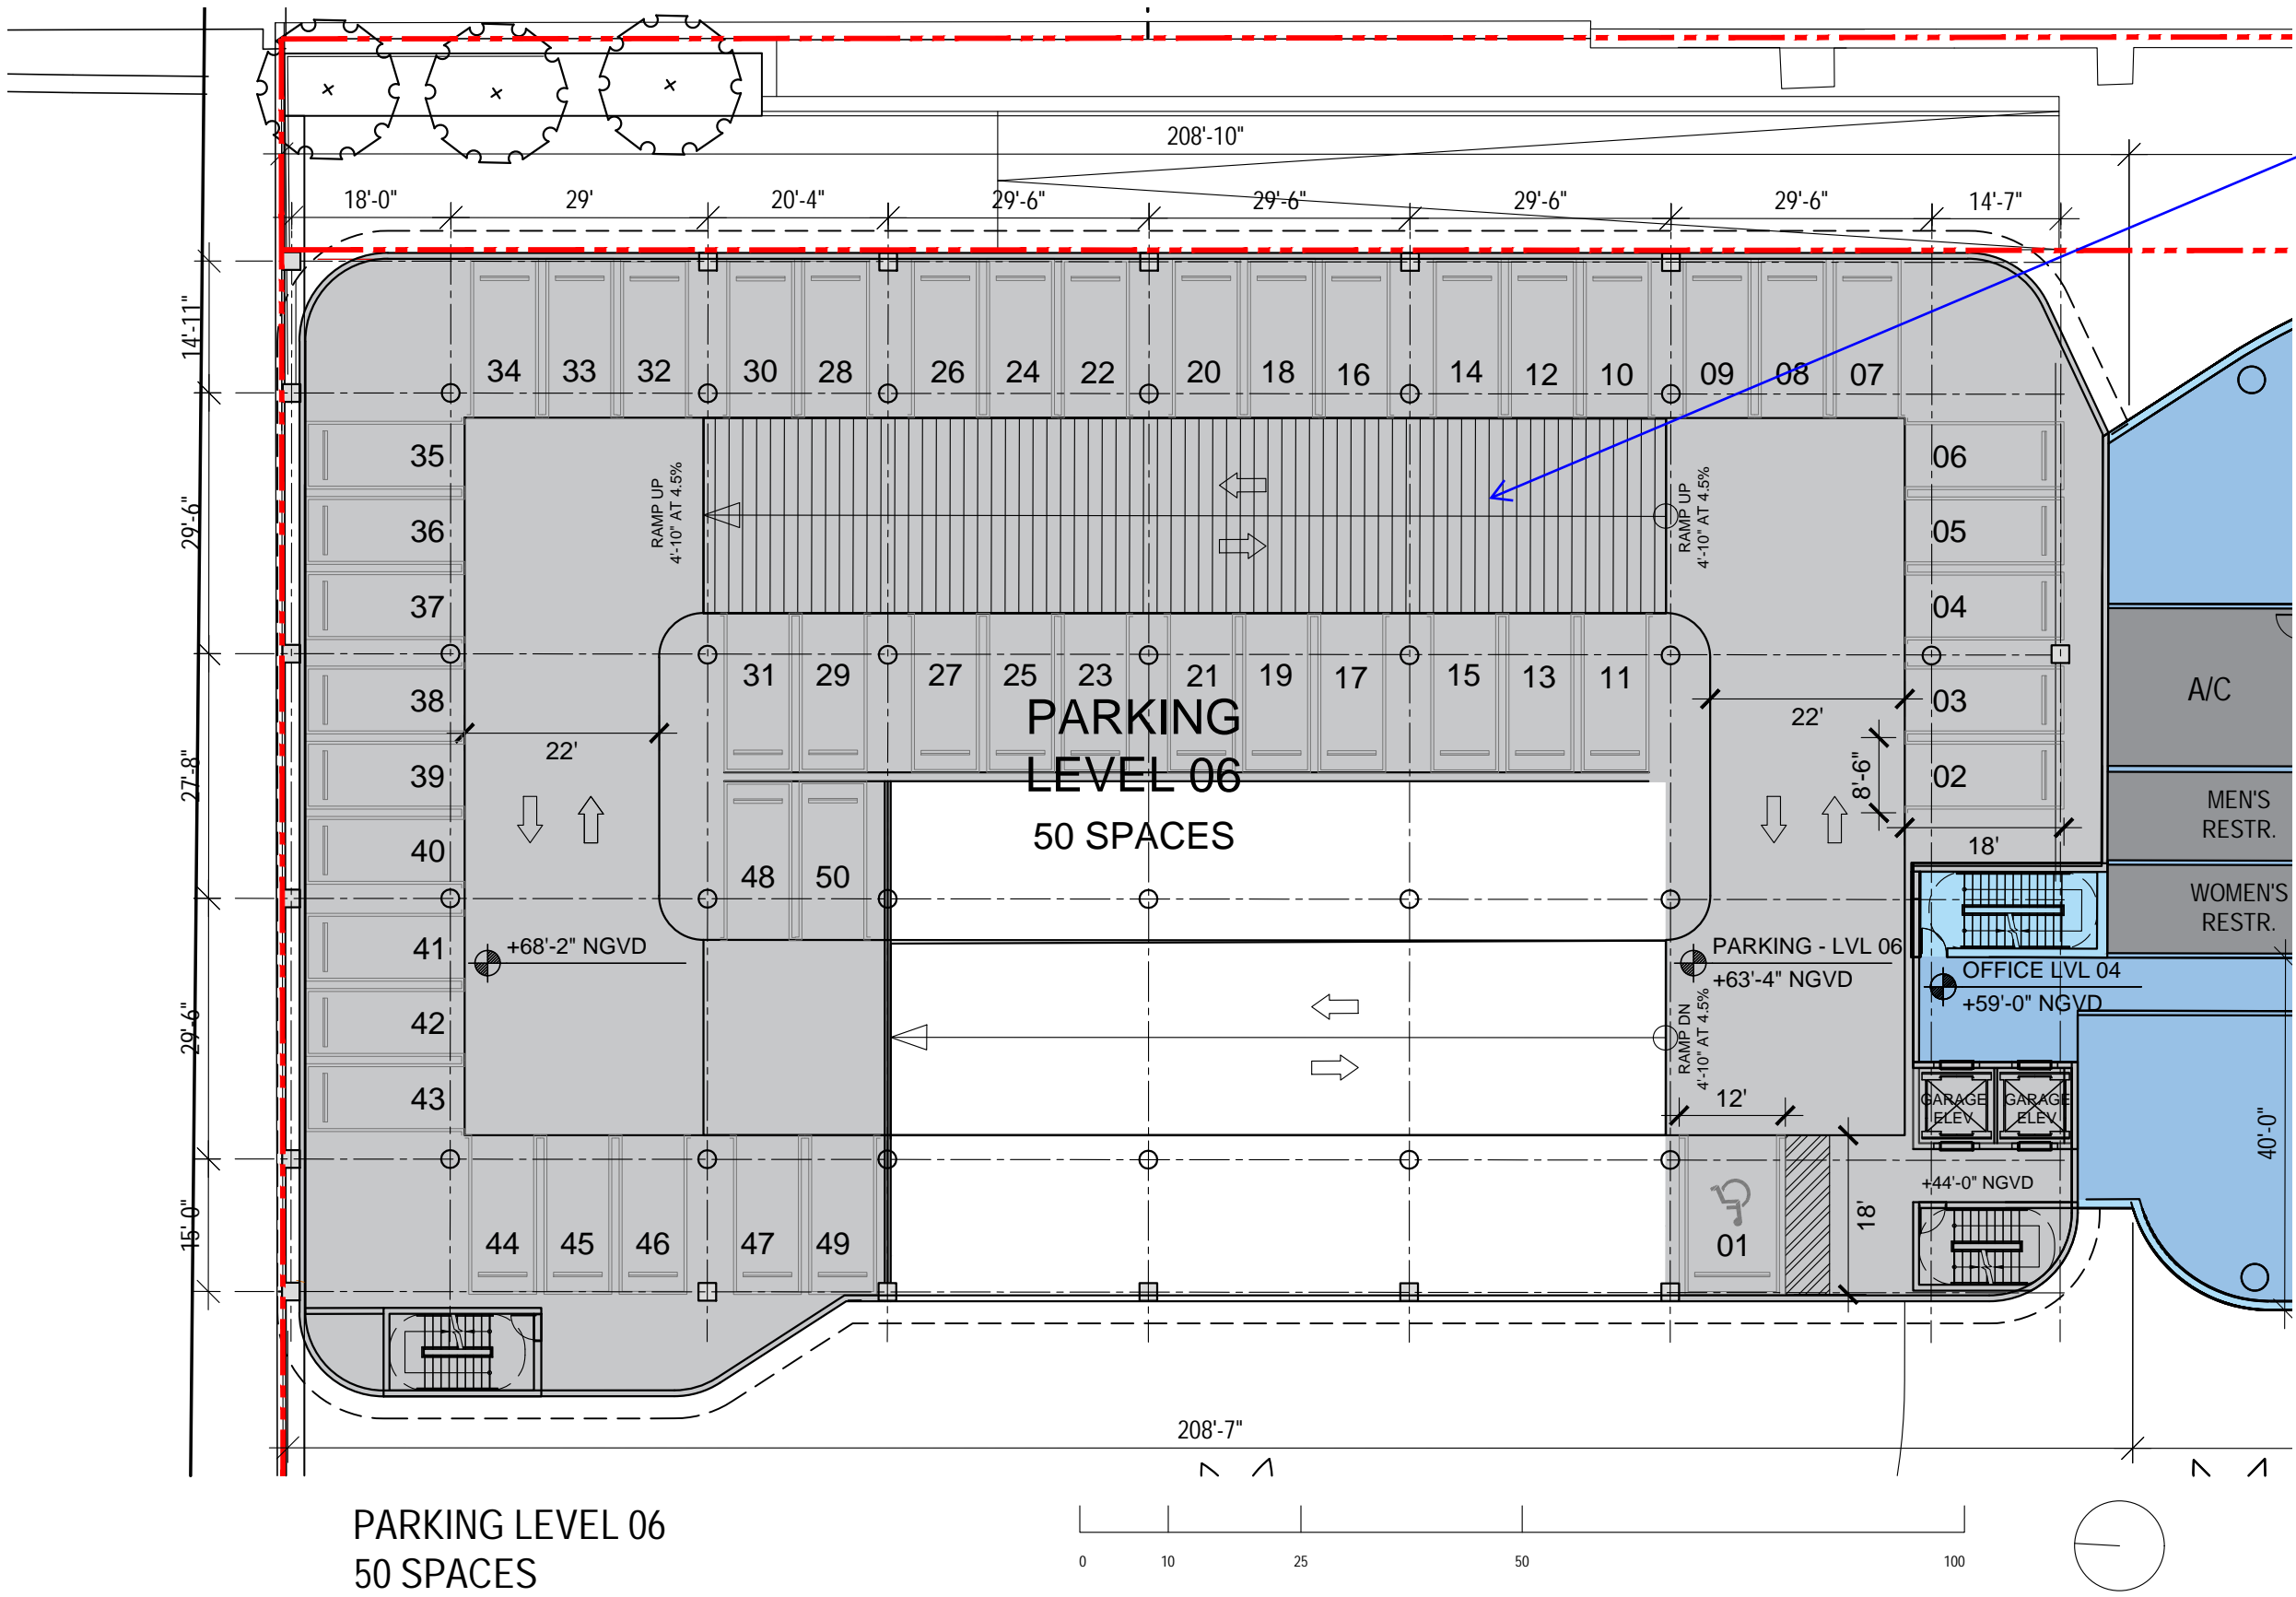 208'-10"
18'-0"
29'
20'-4"
29'-6"
29'-6"
29'-6"
29'-6"
14'-7"
14'-11"
29'-6"
27'-8"
29'-6"
15'-0"
34
33
32
30
28
26
24
22
20
18
16
14
12
10
09
08
07
35
36
37
38
39
40
41
42
43
RAMP UP
4'-10" AT 4.5%
RAMP UP
4'-10" AT 4.5%
06
05
04
03
02
31
29
27
25
23
21
19
17
15
13
11
PARKING
LEVEL 06
50 SPACES
22'
22'
8'-6"
18'
48
50
A/C
MEN'S
RESTR.
WOMEN'S
RESTR.
+68'-2" NGVD
PARKING - LVL 06
+63'-4" NGVD
OFFICE LVL 04
+59'-0" NGVD
RAMP DN
4'-10" AT 4.5%
12'
18'
GARAGE
ELEV
GARAGE
ELEV
40'-0"
+44'-0" NGVD
44
45
46
47
49
01
208'-7"
PARKING LEVEL 06
50 SPACES
0
10
25
50
100